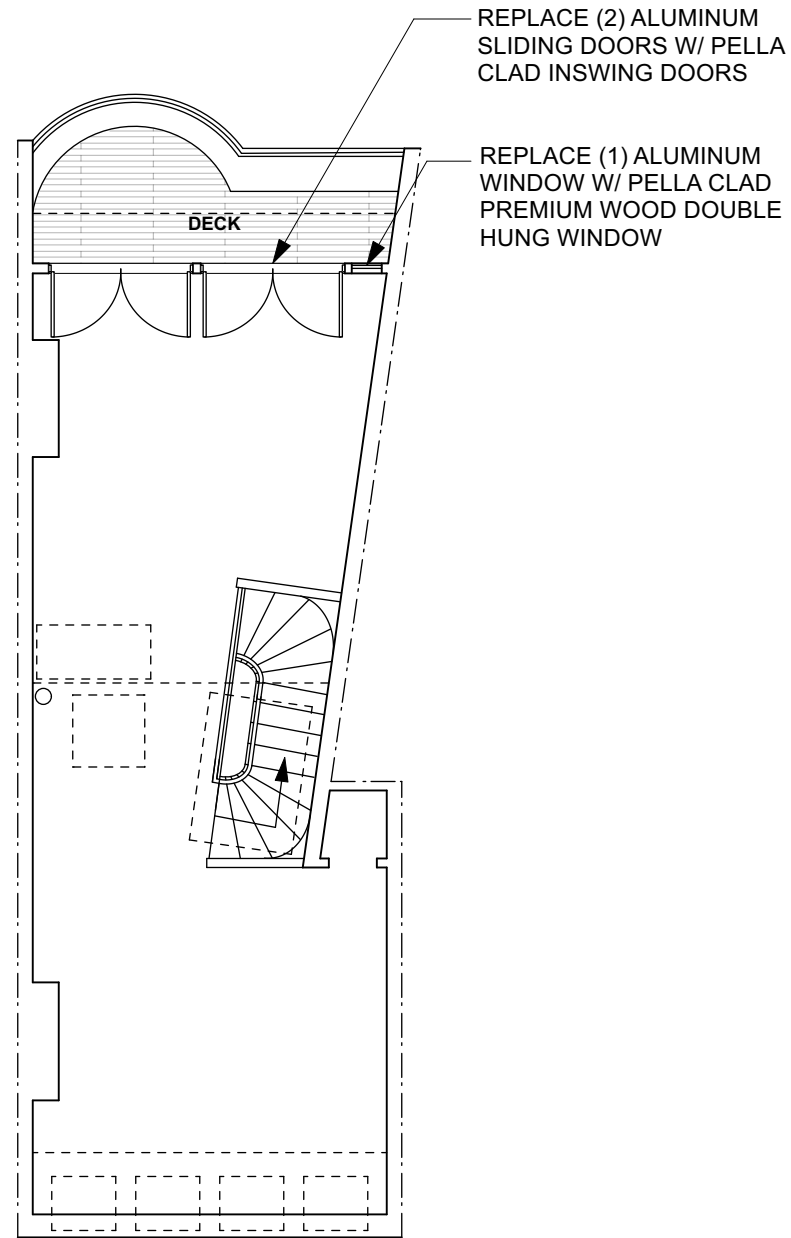 REPLACE (2) ALUMINUM
SLIDING DOORS W/ PELLA
CLAD INSWING DOORS
REPLACE (1) ALUMINUM
WINDOW W/ PELLA CLAD
PREMIUM WOOD DOUBLE
HUNG WINDOW
DECK